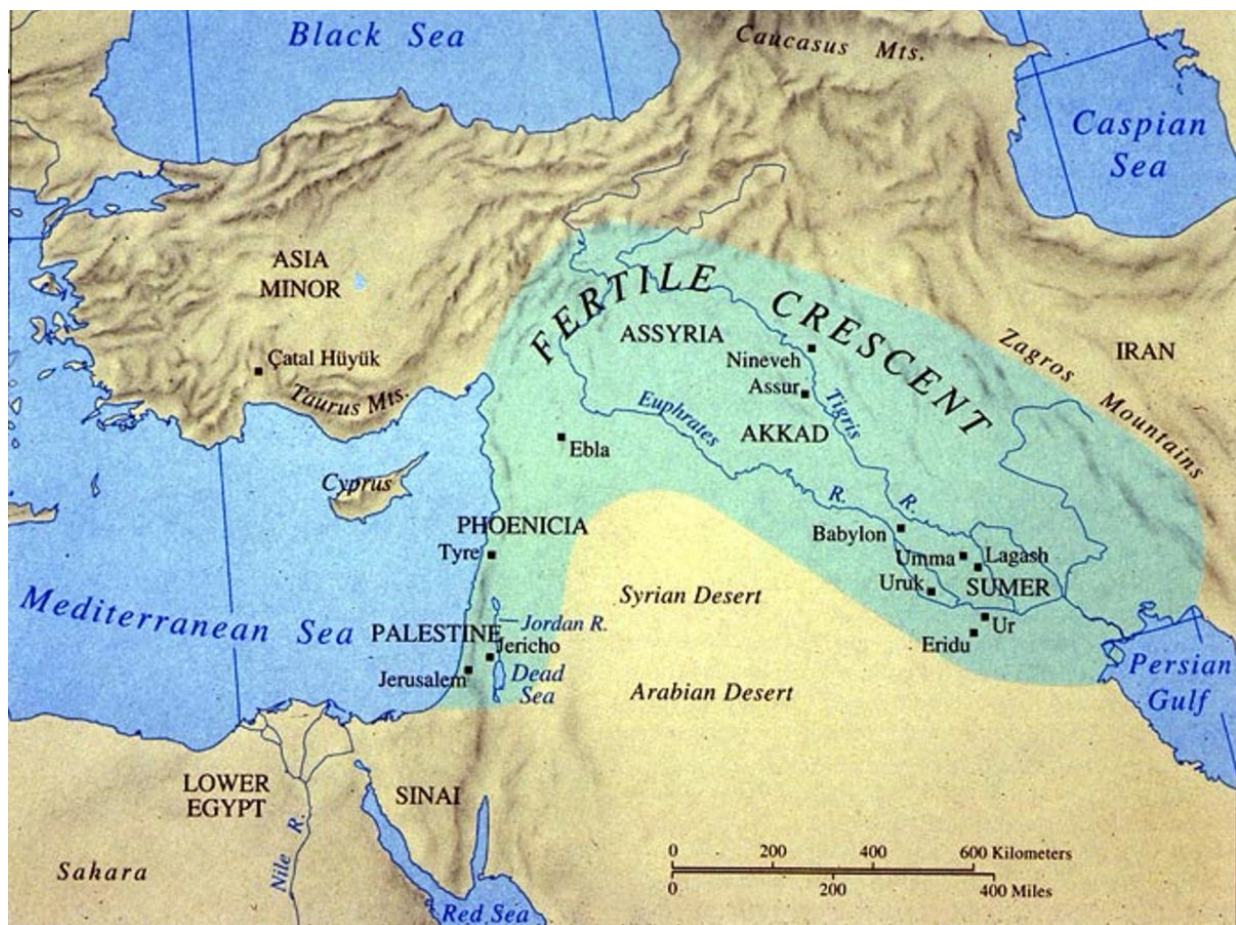 Black Sea
Caucasus Mts.
Caspian
Sea
ASIA
MINOR
FERTILE CRESCENT
ASSYRIA
Nineveh
Assur
Zagros Mountains
IRAN
Çatal Hüyük
Taurus Mts.
Euphrates R.
Tigris R.
AKKAD
Ebla
Cyprus
PHOENICIA
Tyre
Babylon
Umma
Lagash
Uruk
SUMER
Ur
Eridu
Syrian Desert
Mediterranean Sea
PALESTINE
Jordan R.
Jericho
Jerusalem
Dead
Sea
Arabian Desert
Persian
Gulf
LOWER
EGYPT
SINAI
Nile R.
Sahara
Red Sea
0 200 400 600 Kilometers
0 200 400 Miles